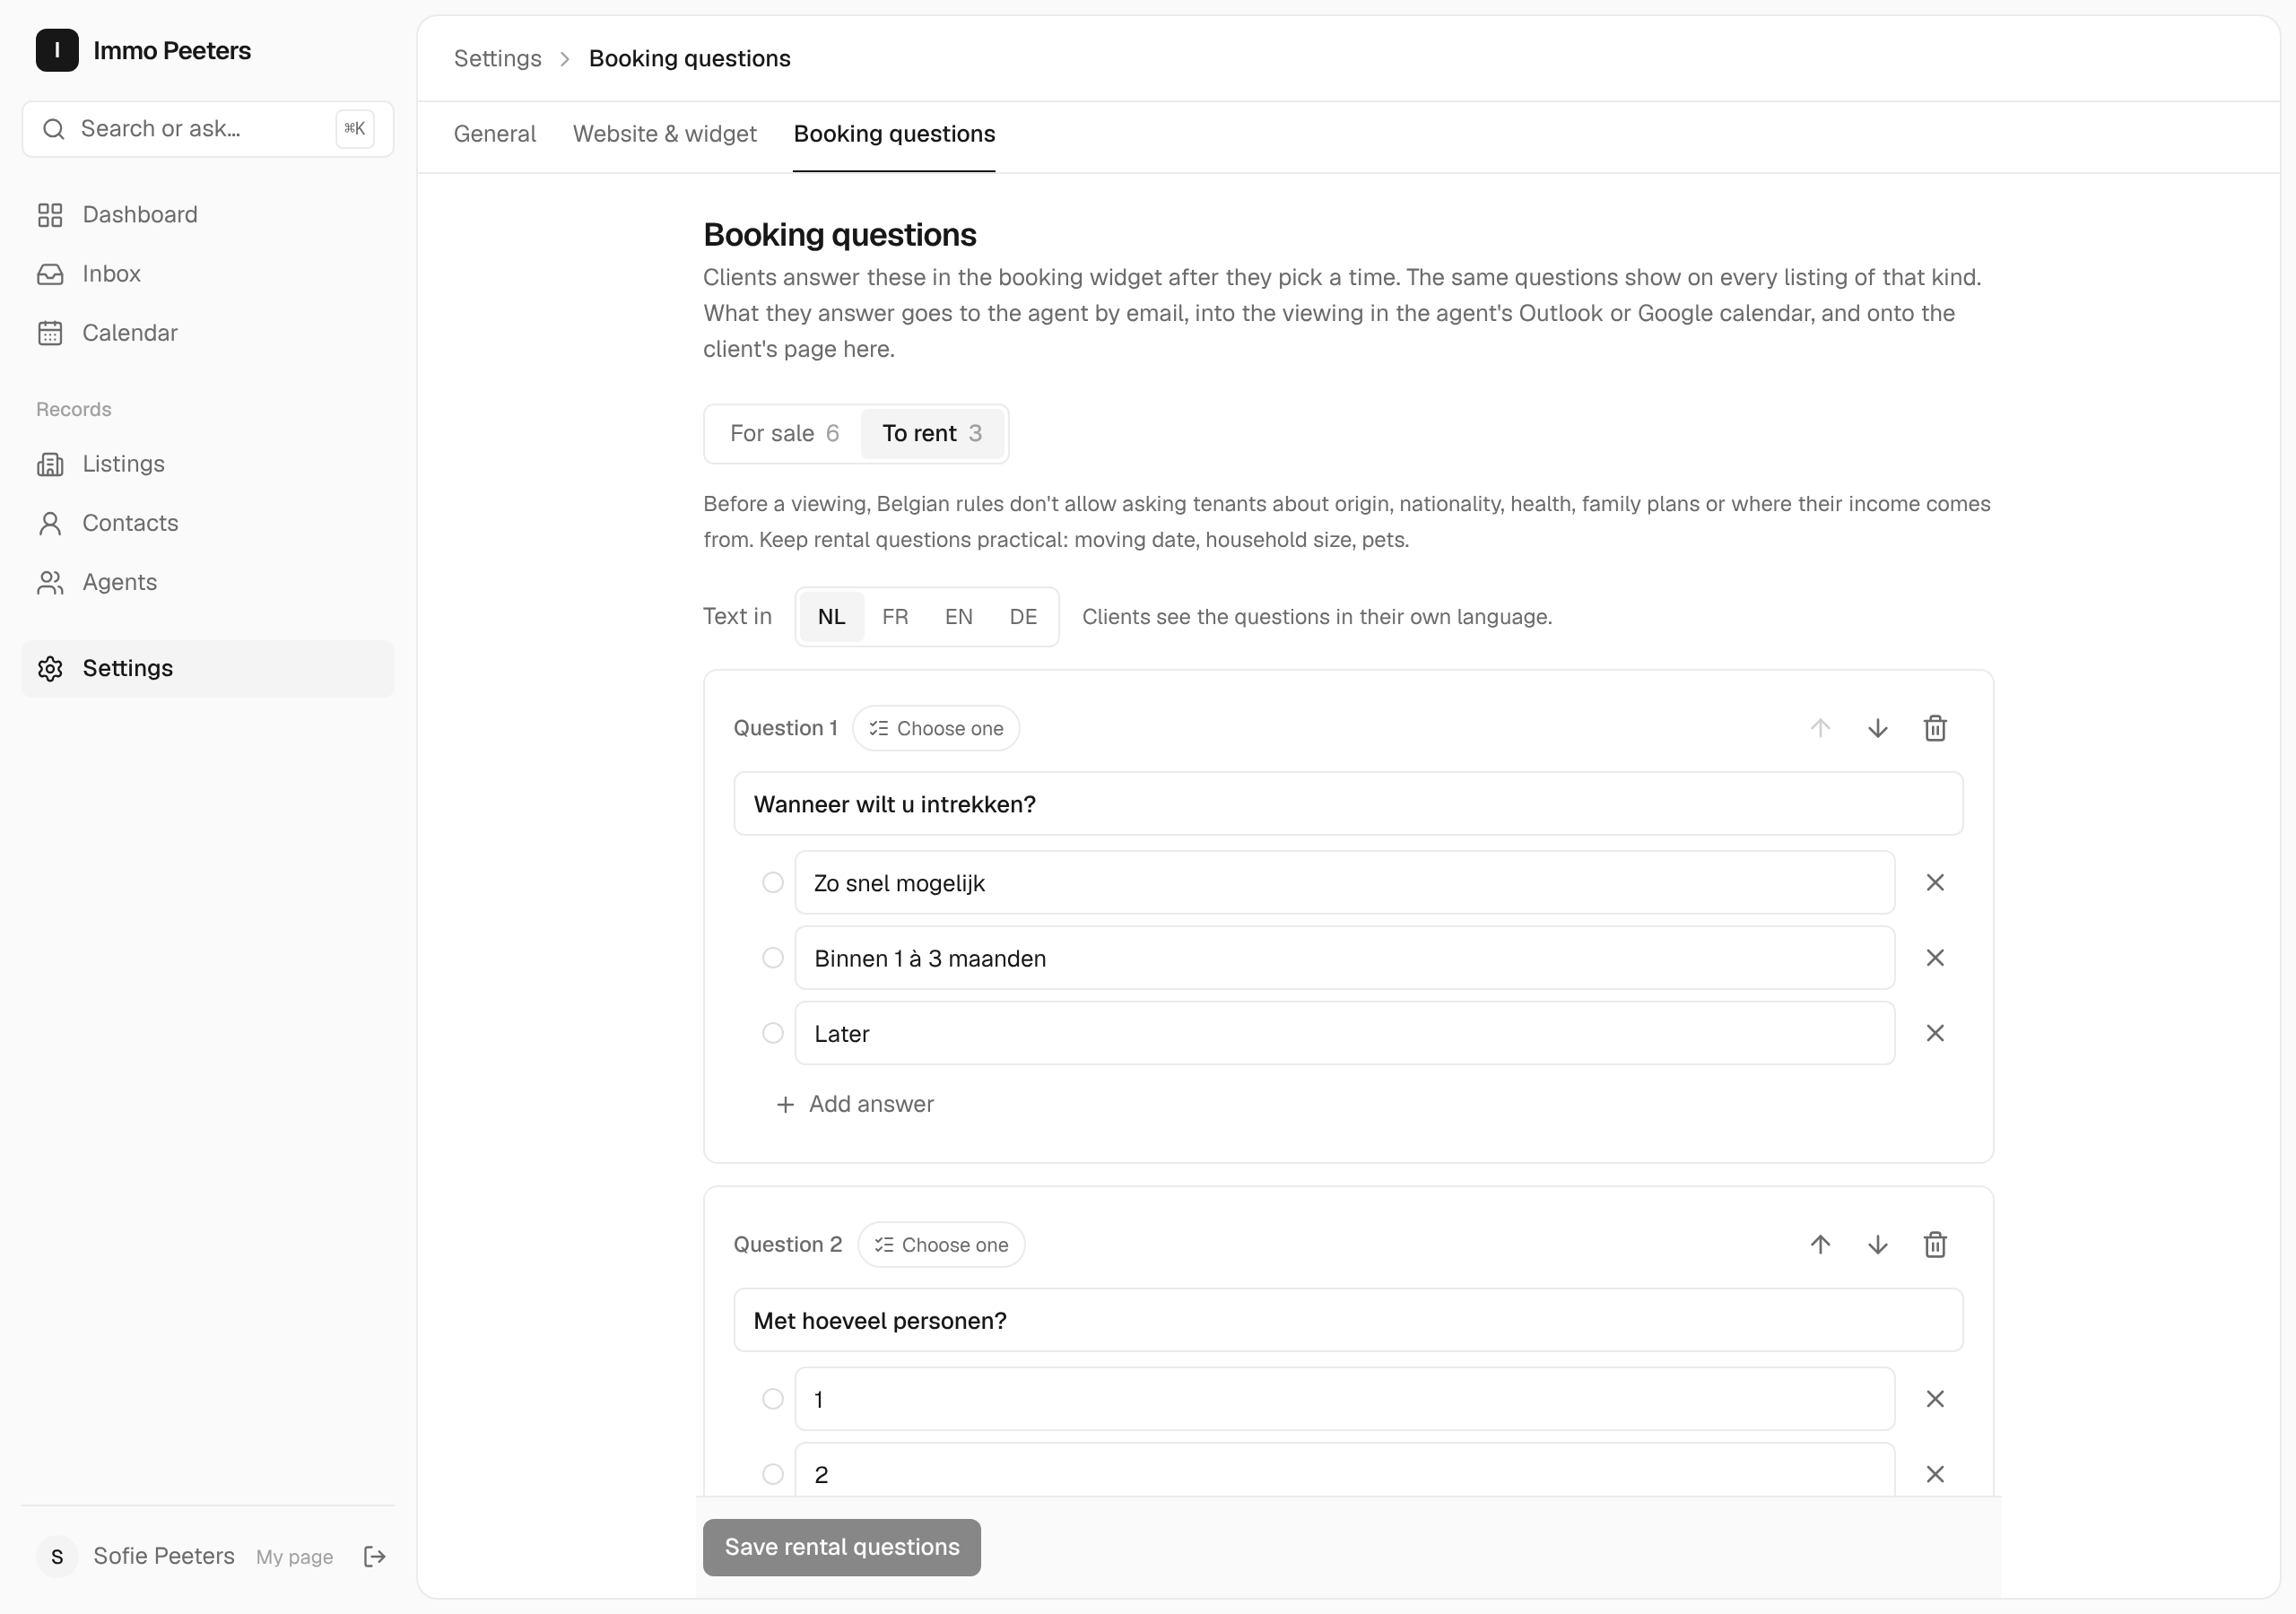 I
Immo Peeters
Search or ask...
⌘K
Dashboard
Inbox
Calendar
Records
Listings
Contacts
Agents
Settings
S
Sofie Peeters
My page
Settings
Booking questions
General
Website & widget
Booking questions
Booking questions
Clients answer these in the booking widget after they pick a time. The same questions show on every listing of that kind.
What they answer goes to the agent by email, into the viewing in the agent's Outlook or Google calendar, and onto the
client's page here.
For sale 6
To rent 3
Before a viewing, Belgian rules don't allow asking tenants about origin, nationality, health, family plans or where their income comes
from. Keep rental questions practical: moving date, household size, pets.
Text in
NL
FR
EN
DE
Clients see the questions in their own language.
Question 1
Choose one
Wanneer wilt u intrekken?
Zo snel mogelijk
Binnen 1 à 3 maanden
Later
Add answer
Question 2
Choose one
Met hoeveel personen?
1
2
Save rental questions